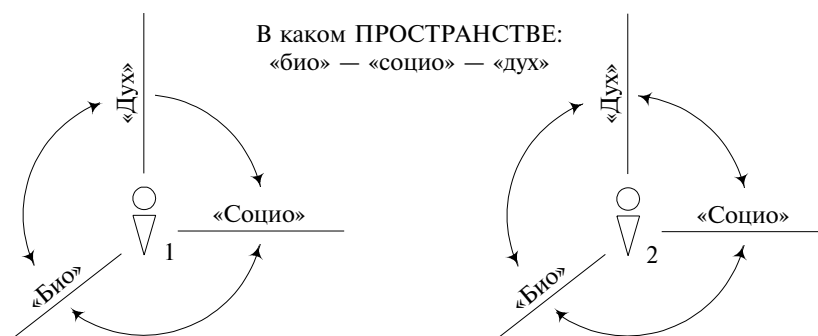 В каком ПРОСТРАНСТВЕ:
«био» — «социо» — «дух»
«Дух»
«Социо»
«Био»
1
«Дух»
«Социо»
«Био»
2